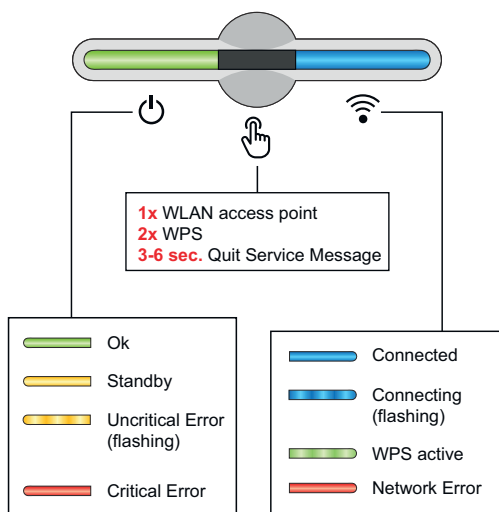 1x WLAN access point
2x WPS
3-6 sec. Quit Service Message
Ok
Standby
Uncritical Error
(flashing)
Critical Error
Connected
Connecting
(flashing)
WPS active
Network Error